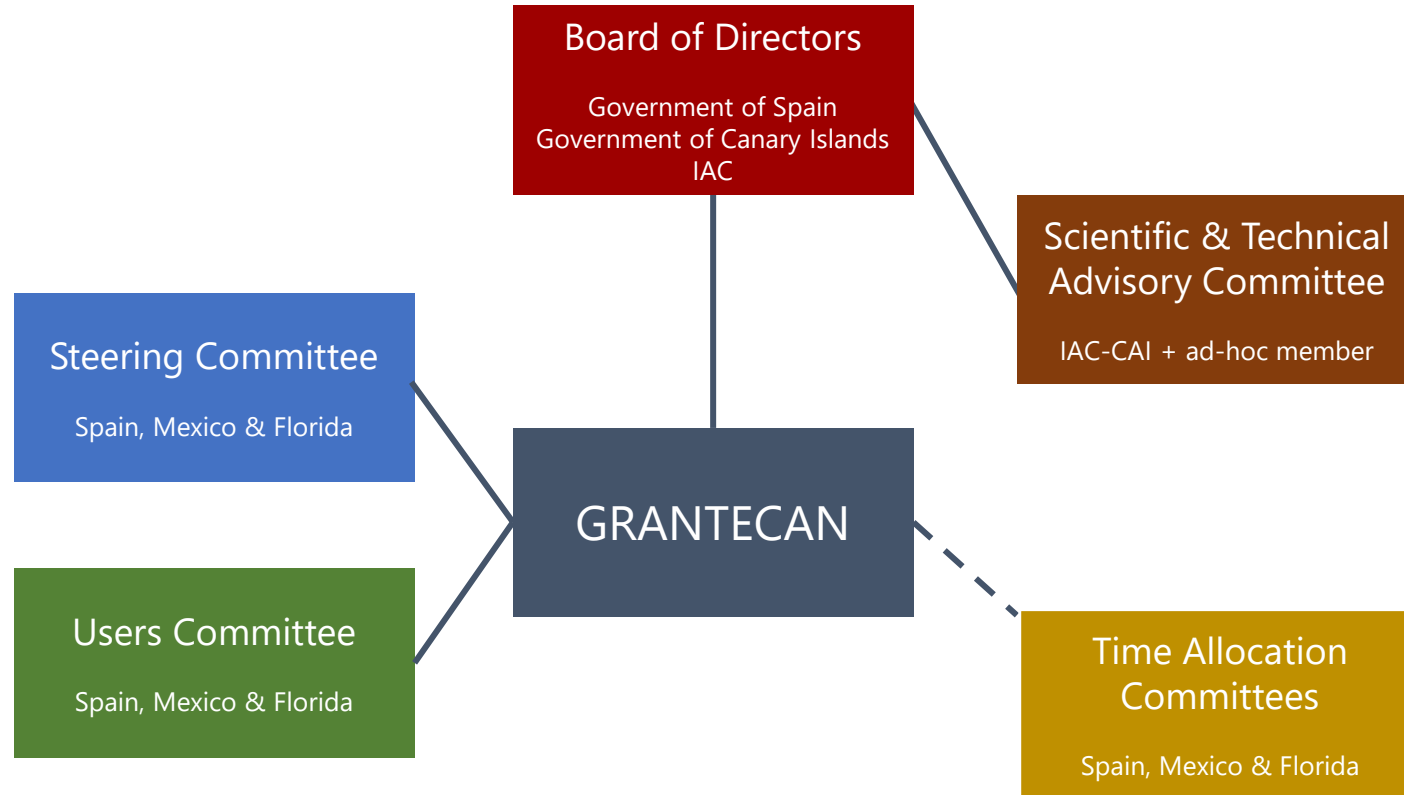 Board of Directors
Government of Spain
Government of Canary Islands
IAC
Scientific & Technical
Advisory Committee
IAC-CAI + ad-hoc member
Steering Committee
Spain, Mexico & Florida
GRANTECAN
Users Committee
Spain, Mexico & Florida
Time Allocation
Committees
Spain, Mexico & Florida